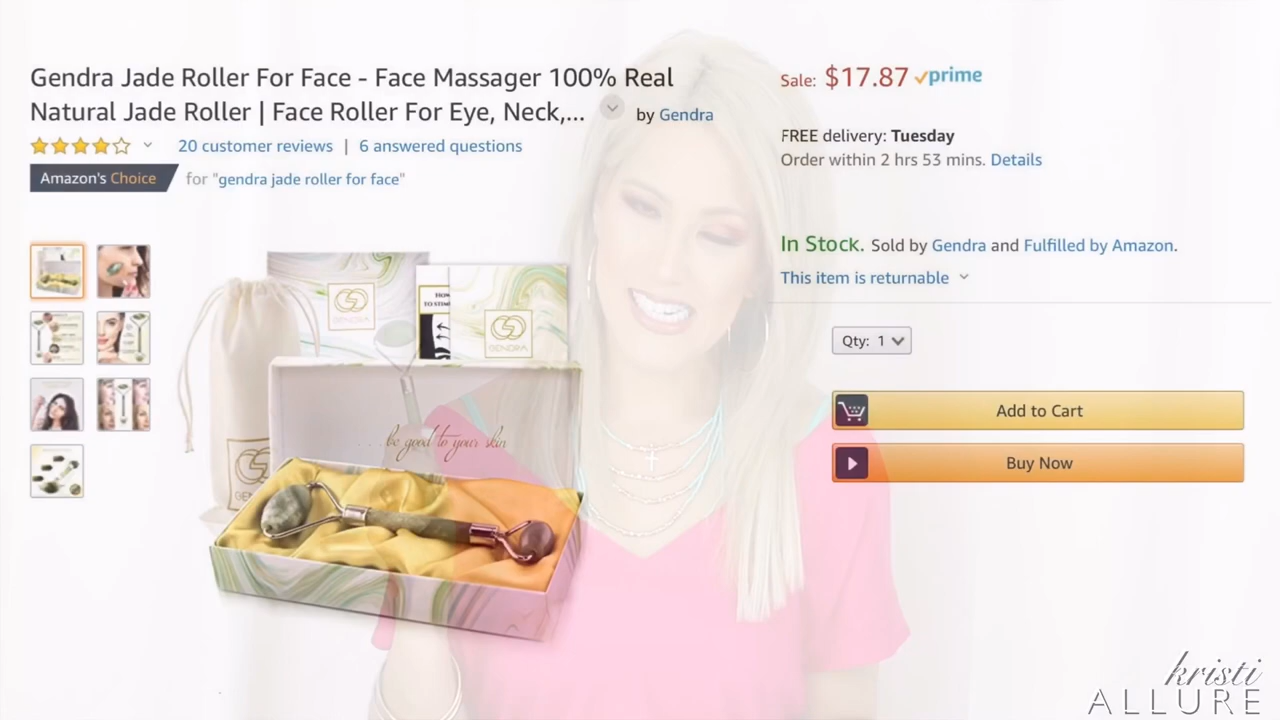 Gendra Jade Roller For Face - Face Massager 100% Real
Natural Jade Roller | Face Roller For Eye, Neck,...
by Gendra
20 customer reviews | 6 answered questions
Amazon's Choice for "gendra jade roller for face"
Sale: $17.87 prime
FREE delivery: Tuesday
Order within 2 hrs 53 mins. Details
In Stock. Sold by Gendra and Fulfilled by Amazon.
This item is returnable
Qty: 1
Add to Cart
Buy Now
GENDRA
GENDRA
...be good to your skin
kristi
ALLURE